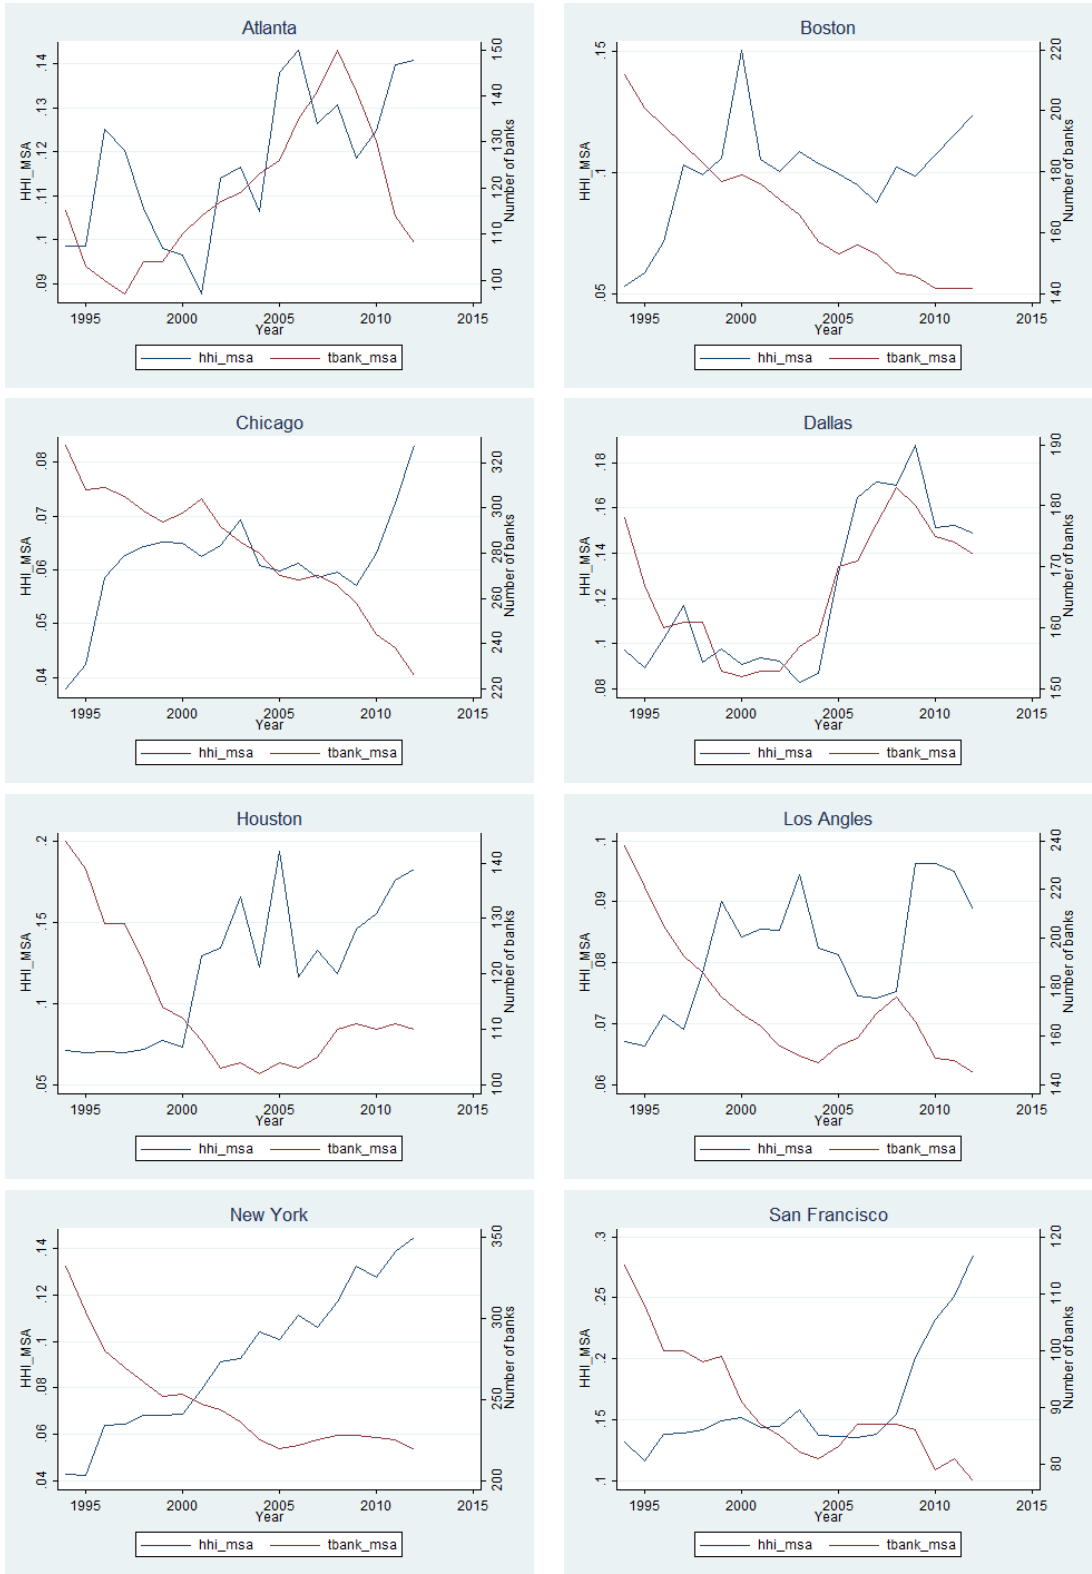 Atlanta
HHI_MSA
.09 .1 .11 .12 .13 .14
100 110 120 130 140 150
Number of banks
1995 2000 2005 2010 2015
Year
hhi_msa tbank_msa
Boston
HHI_MSA
.05 .1 .15
140 160 180 200 220
Number of banks
1995 2000 2005 2010 2015
Year
hhi_msa tbank_msa
Chicago
HHI_MSA
.04 .05 .06 .07 .08
220 240 260 280 300 320
Number of banks
1995 2000 2005 2010 2015
Year
hhi_msa tbank_msa
Dallas
HHI_MSA
.08 .1 .12 .14 .16 .18
150 160 170 180 190
Number of banks
1995 2000 2005 2010 2015
Year
hhi_msa tbank_msa
Houston
HHI_MSA
.05 .1 .15 .2
100 110 120 130 140
Number of banks
1995 2000 2005 2010 2015
Year
hhi_msa tbank_msa
Los Angles
HHI_MSA
.06 .07 .08 .09 .1
140 160 180 200 220 240
Number of banks
1995 2000 2005 2010 2015
Year
hhi_msa tbank_msa
New York
HHI_MSA
.04 .06 .08 .1 .12 .14
200 250 300 350
Number of banks
1995 2000 2005 2010 2015
Year
hhi_msa tbank_msa
San Francisco
HHI_MSA
.1 .15 .2 .25 .3
80 90 100 110 120
Number of banks
1995 2000 2005 2010 2015
Year
hhi_msa tbank_msa